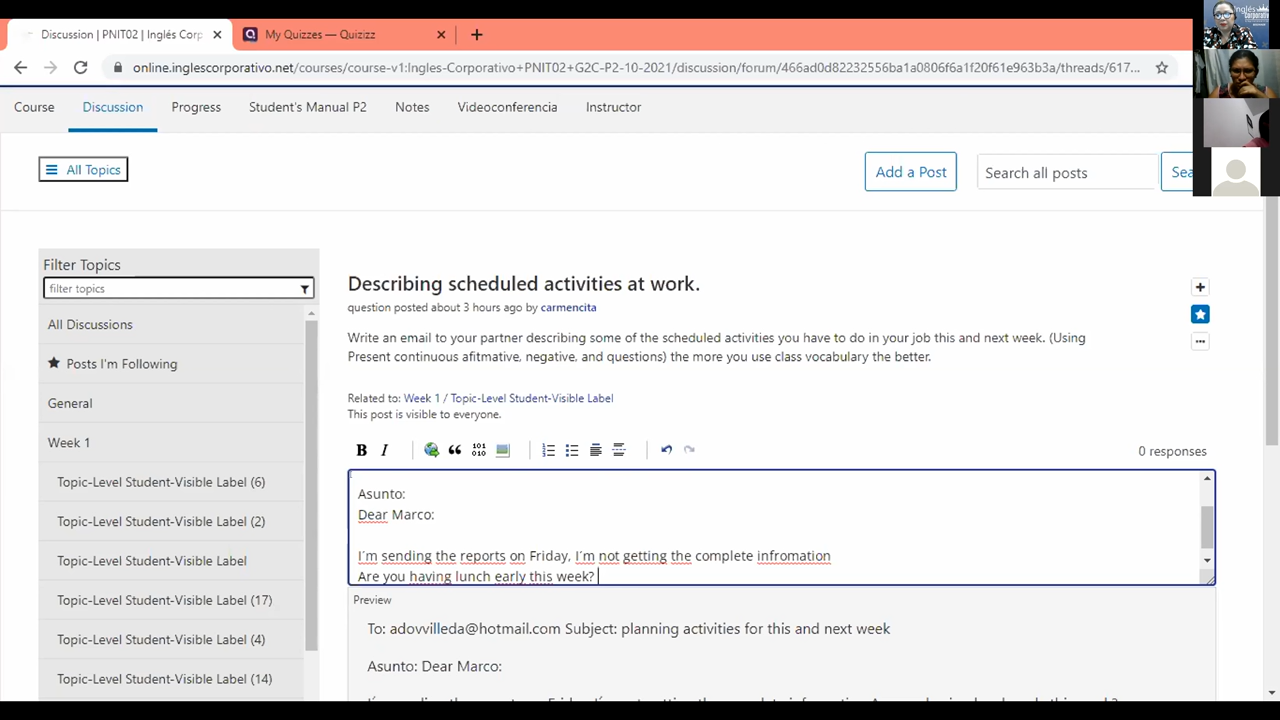 Discussion | PNIT02 | Inglés Corp
My Quizzes — Quizizz
online.inglescorporativo.net/courses/course-v1:Ingles-Corporativo+PNIT02+G2C-P2-10-2021/discussion/forum/466ad0d82232556ba1a0806f6a1f20f61e963b3a/threads/617...
Course Discussion Progress Student's Manual P2 Notes Videoconferencia Instructor
All Topics
Add a Post
Search all posts
Sea
Filter Topics
filter topics
All Discussions
Posts I'm Following
General
Week 1
Topic-Level Student-Visible Label (6)
Topic-Level Student-Visible Label (2)
Topic-Level Student-Visible Label
Topic-Level Student-Visible Label (17)
Topic-Level Student-Visible Label (4)
Topic-Level Student-Visible Label (14)
Describing scheduled activities at work.
question posted about 3 hours ago by carmencita
Write an email to your partner describing some of the scheduled activities you have to do in your job this and next week. (Using
Present continuous afitmative, negative, and questions) the more you use class vocabulary the better.
Related to: Week 1 / Topic-Level Student-Visible Label
This post is visible to everyone.
B I 101 010
0 responses
Asunto:
Dear Marco:
I´m sending the reports on Friday, I´m not getting the complete infromation
Are you having lunch early this week?
Preview
To: adovvilleda@hotmail.com Subject: planning activities for this and next week
Asunto: Dear Marco:
Inglés
Corporativo